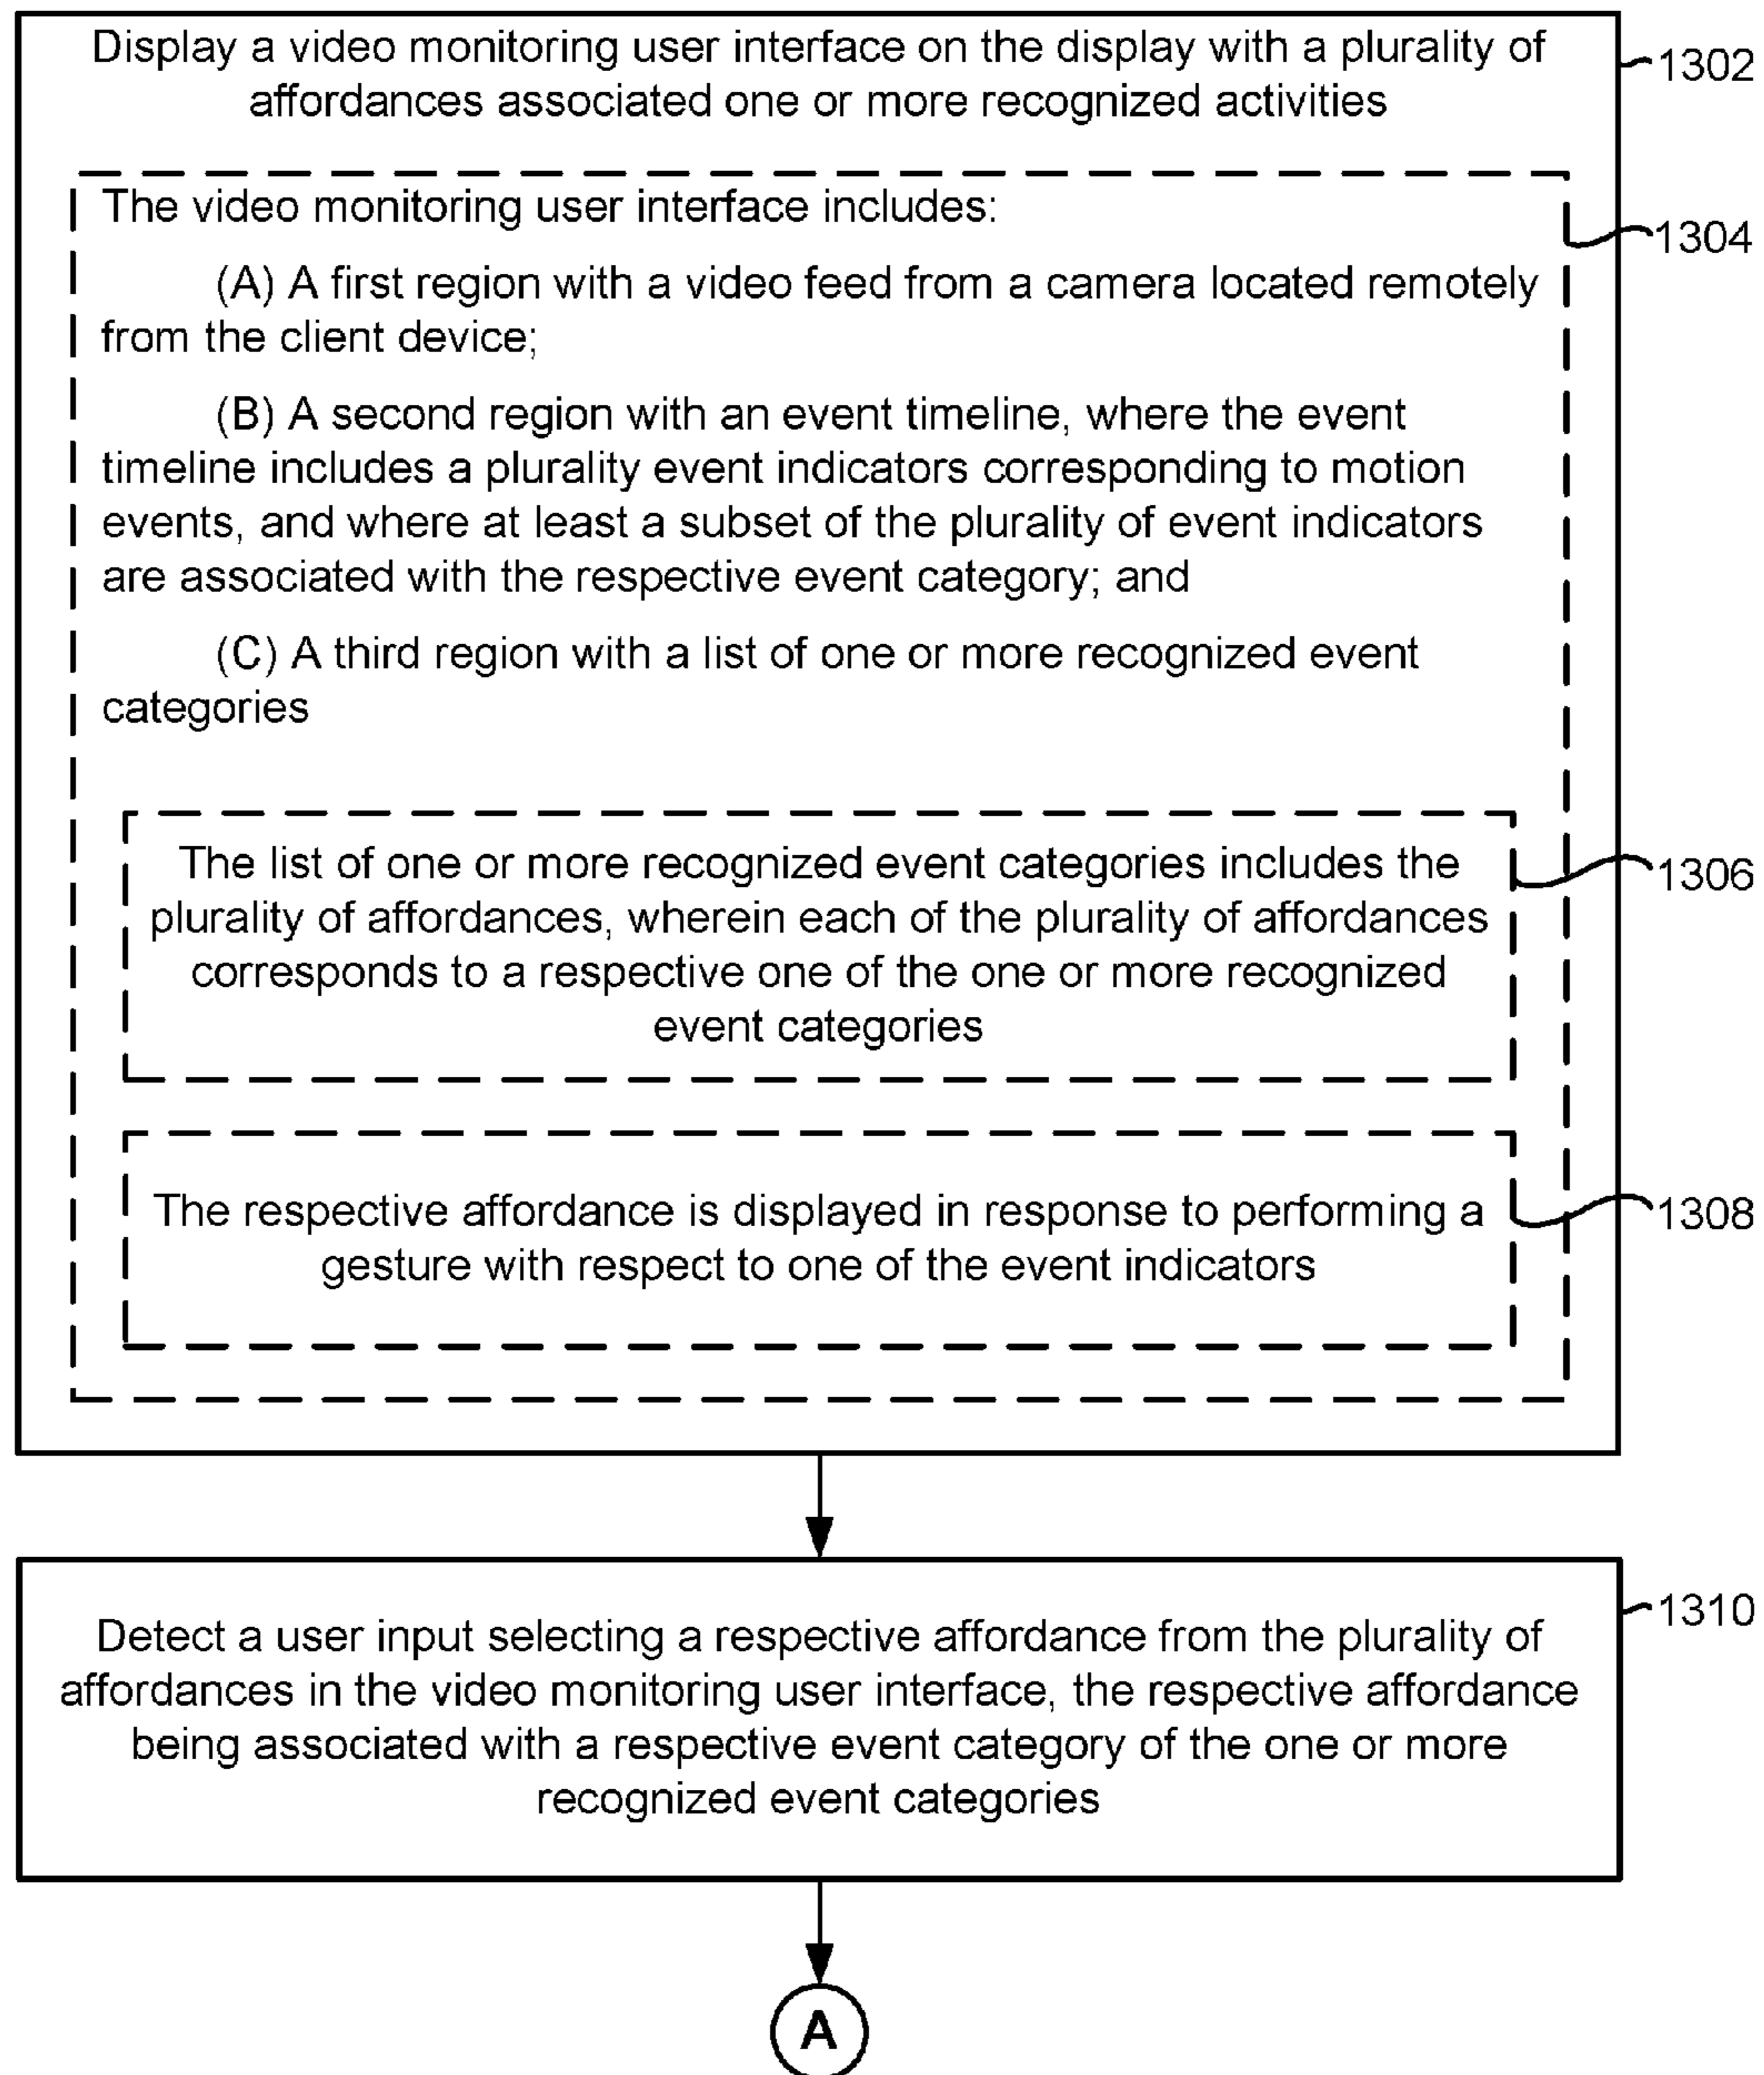 Display a video monitoring user interface on the display with a plurality of
affordances associated one or more recognized activities
1302
The video monitoring user interface includes:
1304
(A) A first region with a video feed from a camera located remotely
from the client device;
(B) A second region with an event timeline, where the event
timeline includes a plurality event indicators corresponding to motion
events, and where at least a subset of the plurality of event indicators
are associated with the respective event category; and
(C) A third region with a list of one or more recognized event
categories
The list of one or more recognized event categories includes the
plurality of affordances, wherein each of the plurality of affordances
corresponds to a respective one of the one or more recognized
event categories
1306
The respective affordance is displayed in response to performing a
gesture with respect to one of the event indicators
1308
Detect a user input selecting a respective affordance from the plurality of
affordances in the video monitoring user interface, the respective affordance
being associated with a respective event category of the one or more
recognized event categories
1310
A